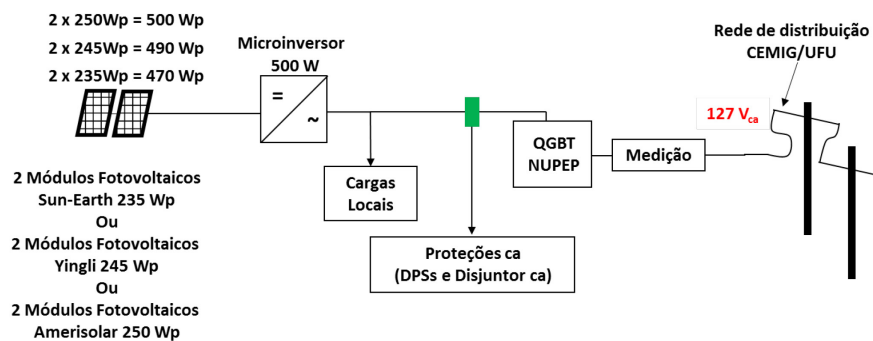 2 x 250Wp = 500 Wp
2 x 245Wp = 490 Wp
2 x 235Wp = 470 Wp
Microinversor
500 W
=
~
Rede de distribuição
CEMIG/UFU
127 Vca
QGBT
NUPEP
Medição
Cargas
Locais
Proteções ca
(DPSs e Disjuntor ca)
2 Módulos Fotovoltaicos
Sun-Earth 235 Wp
Ou
2 Módulos Fotovoltaicos
Yingli 245 Wp
Ou
2 Módulos Fotovoltaicos
Amerisolar 250 Wp